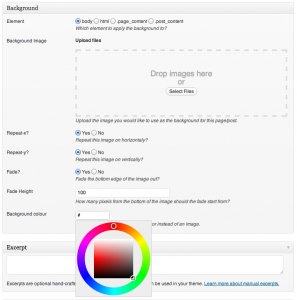 Background
Element
body html .page_content .post_content
Which element to apply the background to?
Background Image
Upload files
Drop images here
or
Select Files
Upload the image you would like to use as the background for this page/post.
Repeat-x?
Yes No
Repeat this image on horizontally?
Repeat-y?
Yes No
Repeat this image on vertically?
Fade?
Yes No
Fade the bottom edge of the image out?
Fade Height
100
How many pixels from the bottom of the image should the fade start from?
Background colour
#
or instead of an image.
Excerpt
Excerpts are optional hand-craft
n be used in your theme. Learn more about manual excerpts.